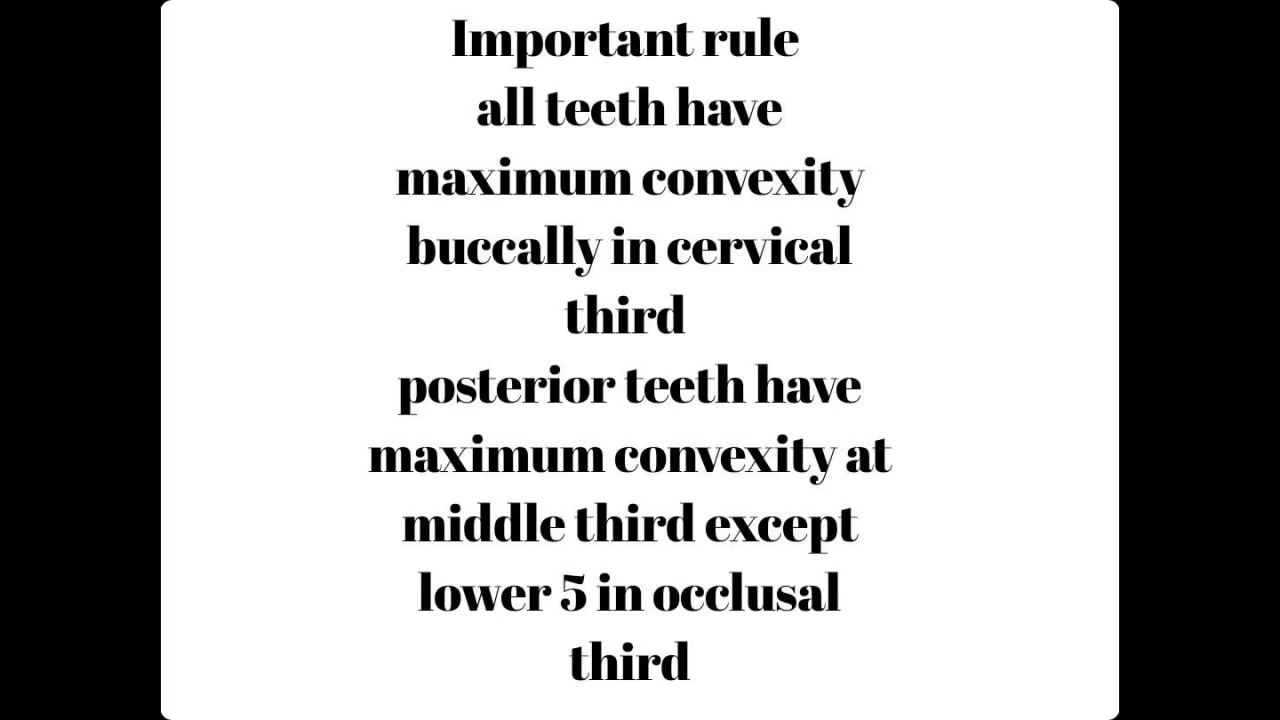 Important rule
all teeth have
maximum convexity
buccally in cervical
third
posterior teeth have
maximum convexity at
middle third except
lower 5 in occlusal
third